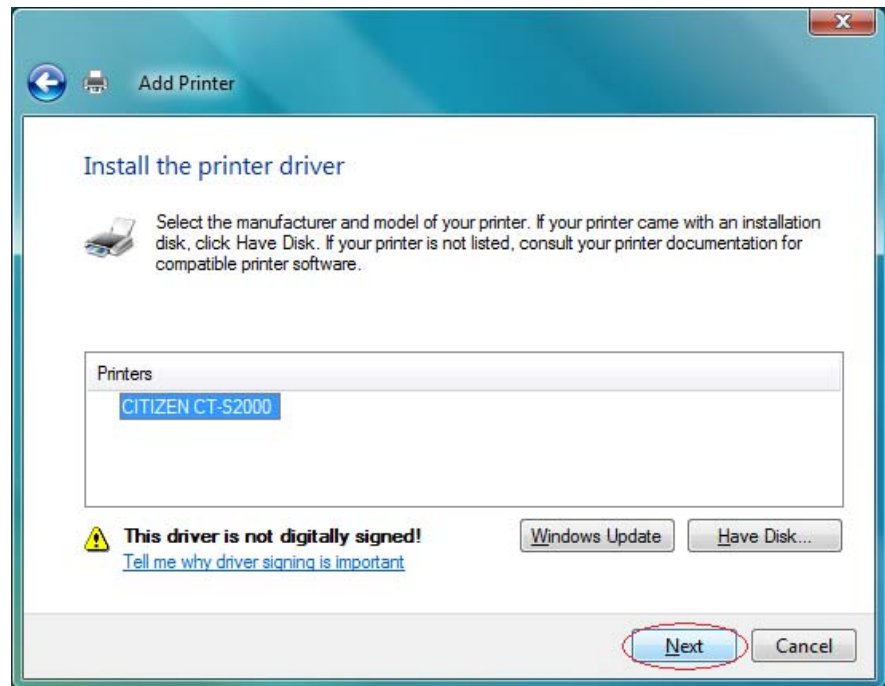 Add Printer
Install the printer driver
Select the manufacturer and model of your printer. If your printer came with an installation
disk, click Have Disk. If your printer is not listed, consult your printer documentation for
compatible printer software.
Printers
CITIZEN CT-S2000
This driver is not digitally signed!
Tell me why driver signing is important
Windows Update
Have Disk...
Next
Cancel